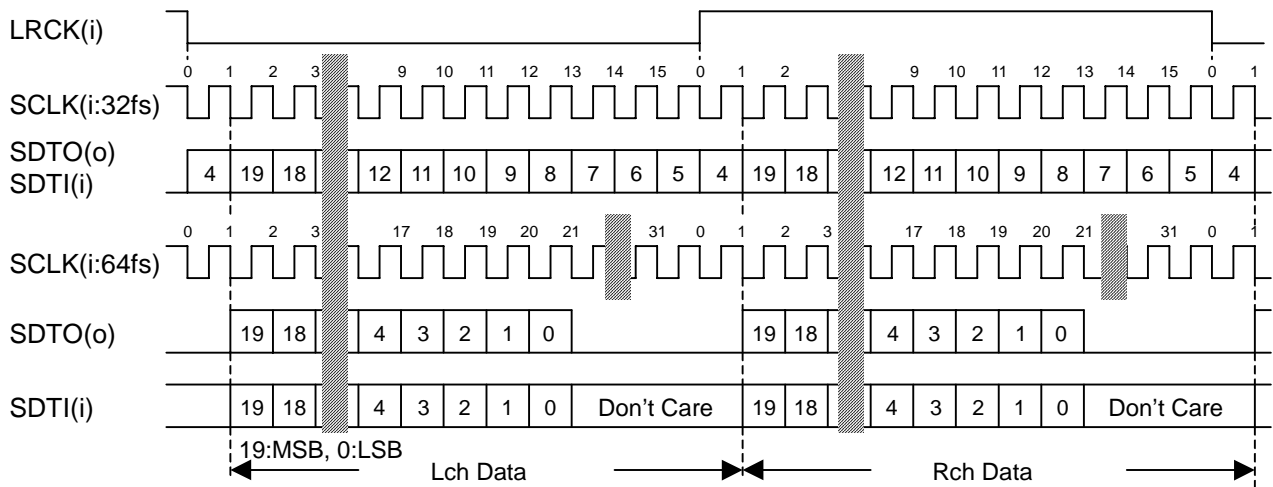 LRCK(i)
0 1 2 3 9 10 11 12 13 14 15 0 1 2 9 10 11 12 13 14 15 0 1
SCLK(i:32fs)
SDTO(o)
SDTI(i)
4 19 18 12 11 10 9 8 7 6 5 4 19 18 12 11 10 9 8 7 6 5 4
0 1 2 3 17 18 19 20 21 31 0 1 2 3 17 18 19 20 21 31 0 1
SCLK(i:64fs)
SDTO(o) 19 18 4 3 2 1 0 19 18 4 3 2 1 0
SDTI(i) 19 18 4 3 2 1 0 Don't Care 19 18 4 3 2 1 0 Don't Care
19:MSB, 0:LSB
Lch Data Rch Data